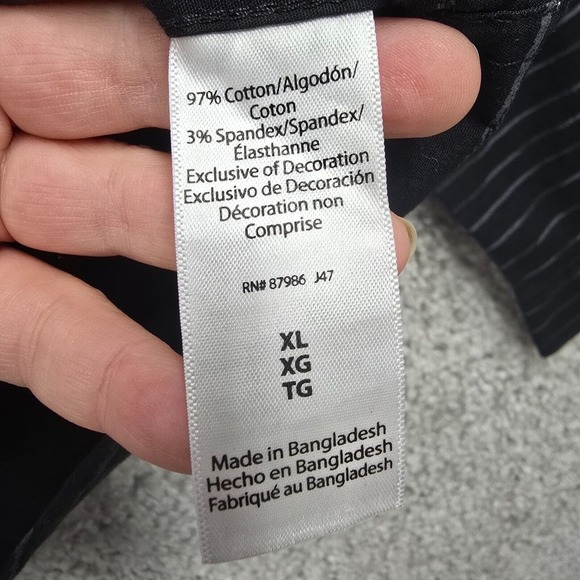 97% Cotton/Algodón/
Coton
3% Spandex/Spandex/
Élasthanne
Exclusive of Decoration
Exclusivo de Decoración
Décoration non
Comprise
RN# 87986 J47
XL
XG
TG
Made in Bangladesh
Hecho en Bangladesh
Fabriqué au Bangladesh